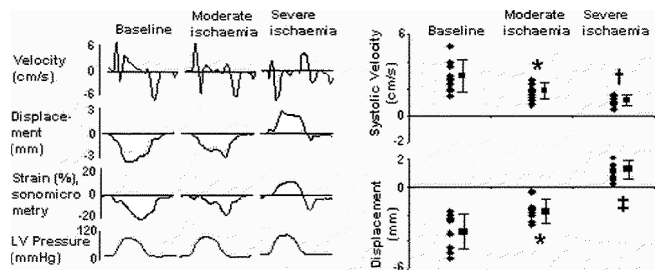 Baseline Moderate ischaemia Severe ischaemia
Velocity (cm/s)
6
0
-6
Displace-
ment
(mm)
3
-3
Strain (%),
sonomicro
metry
20
-20
LV Pressure
(mmHg)
120
0
Baseline Moderate ischaemia Severe ischaemia
Systolic Velocity
(cm/s)
6
0
-2
*
†
Displacement
(mm)
2
0
-6
*
‡